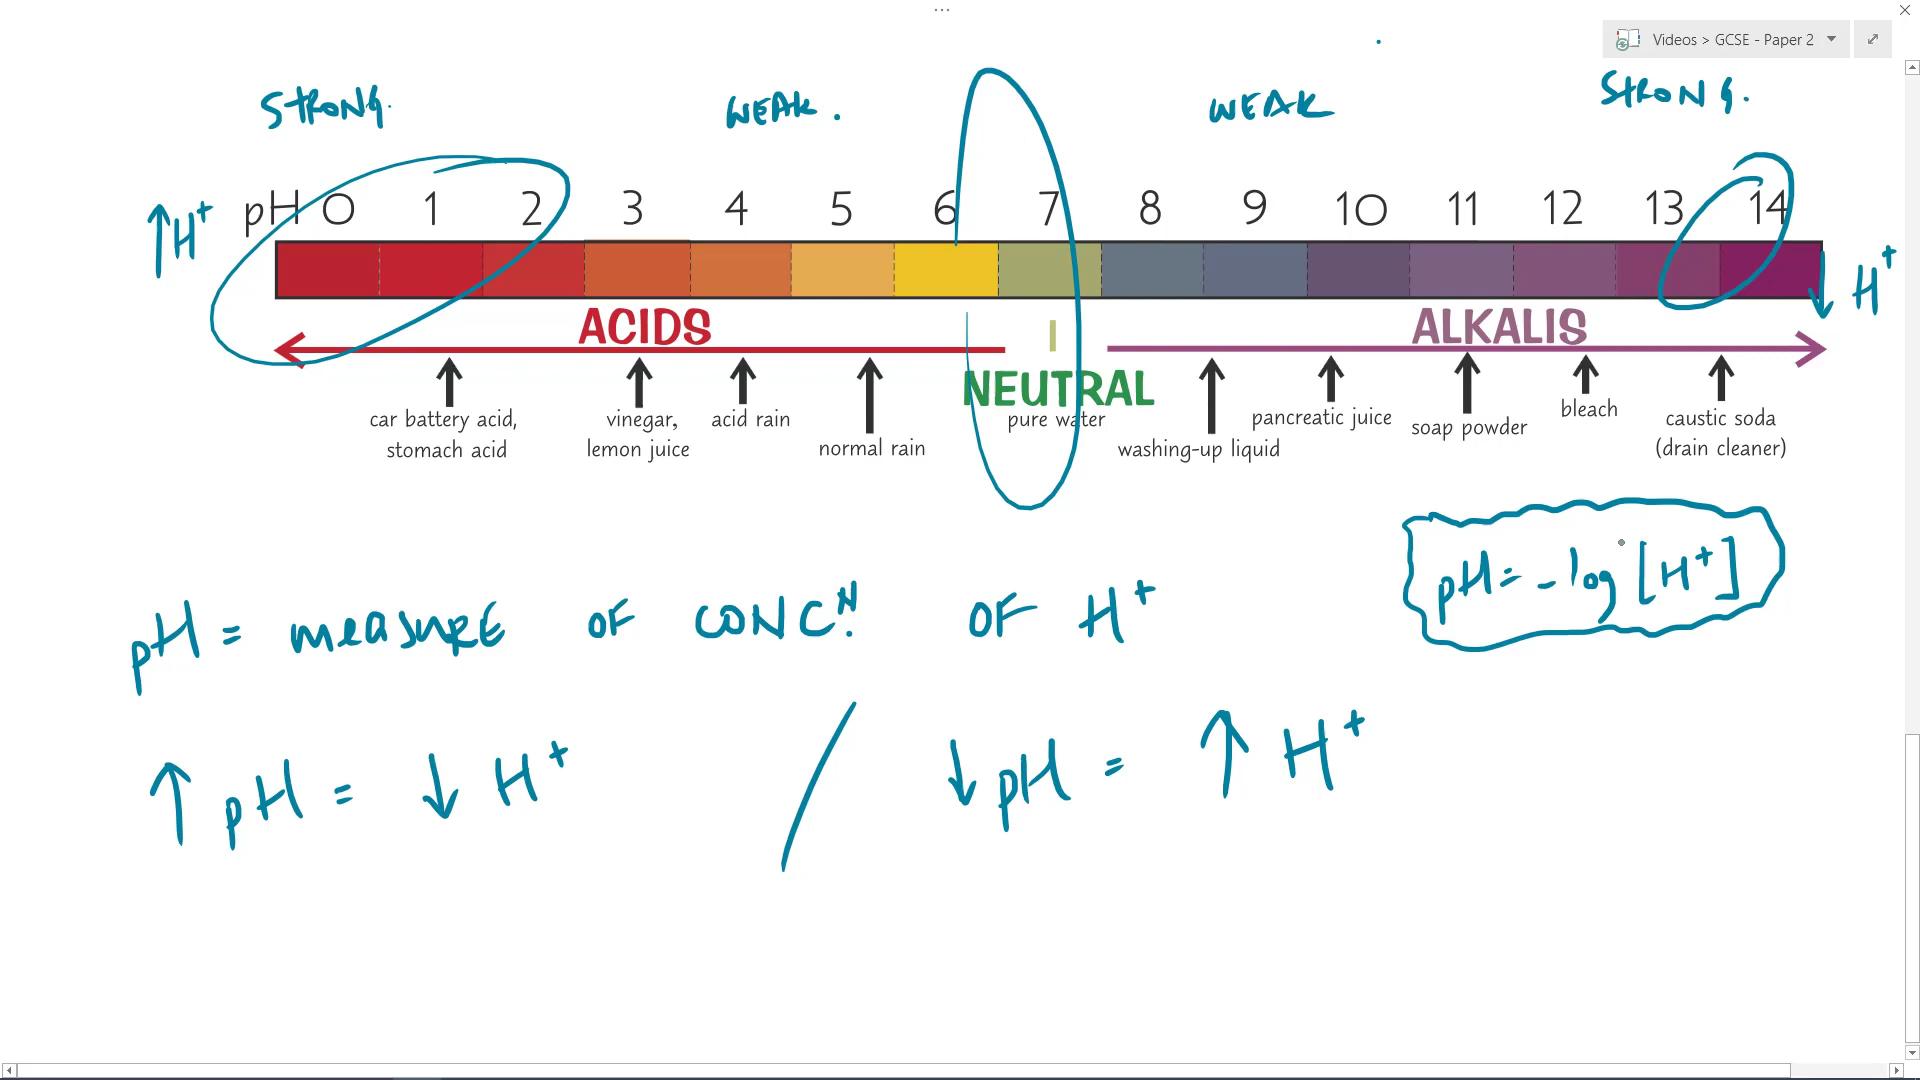 ...
Videos > GCSE - Paper 2
STRONG. WEAK. WEAK STRONG.
↑H⁺ pH 0 1 2 3 4 5 6 7 8 9 10 11 12 13 14
↓ H⁺
ACIDS ALKALIS
NEUTRAL
car battery acid,
stomach acid
vinegar,
lemon juice
acid rain
normal rain
pure water
washing-up liquid
pancreatic juice
soap powder
bleach
caustic soda
(drain cleaner)
pH = -log [H⁺]
pH = measure OF CONCᴺ. OF H⁺
↑ pH = ↓ H⁺ / ↓ pH = ↑ H⁺